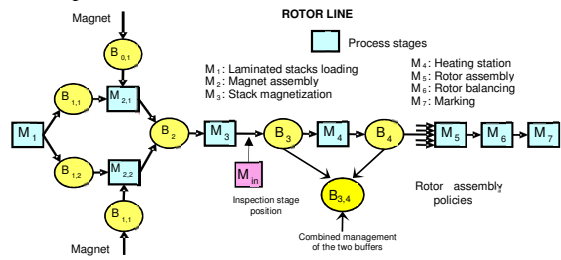 Magnet
ROTOR LINE
Process stages
M1: Laminated stacks loading
M2: Magnet assembly
M3: Stack magnetization
M4: Heating station
M5: Rotor assembly
M6: Rotor balancing
M7: Marking
B0,1
B1,1
M2,1
M1
B2
M3
B3
M4
B4
M5
M6
M7
B1,2
M2,2
Min
B3,4
B1,1
Inspection stage
position
Rotor assembly
policies
Combined management
of the two buffers
Magnet